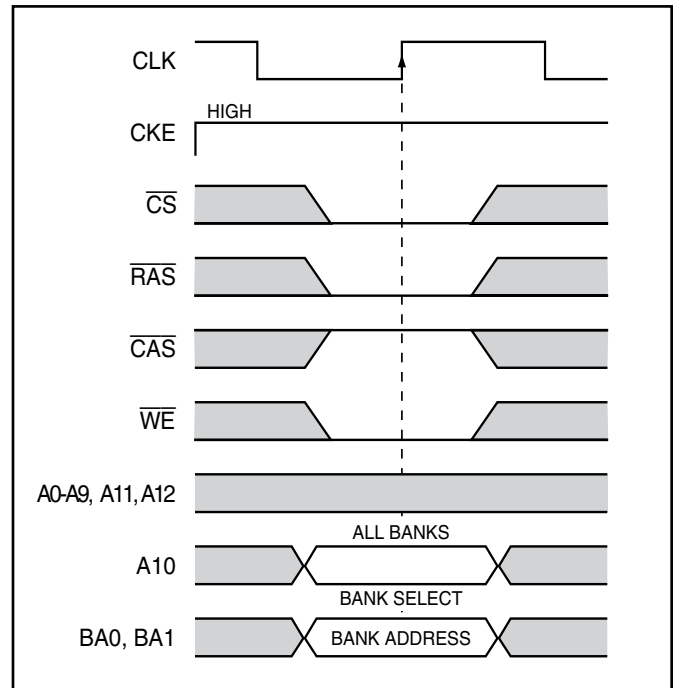 CLK
HIGH
CKE
CS
RAS
CAS
WE
A0-A9, A11, A12
ALL BANKS
A10
BANK SELECT
BA0, BA1
BANK ADDRESS